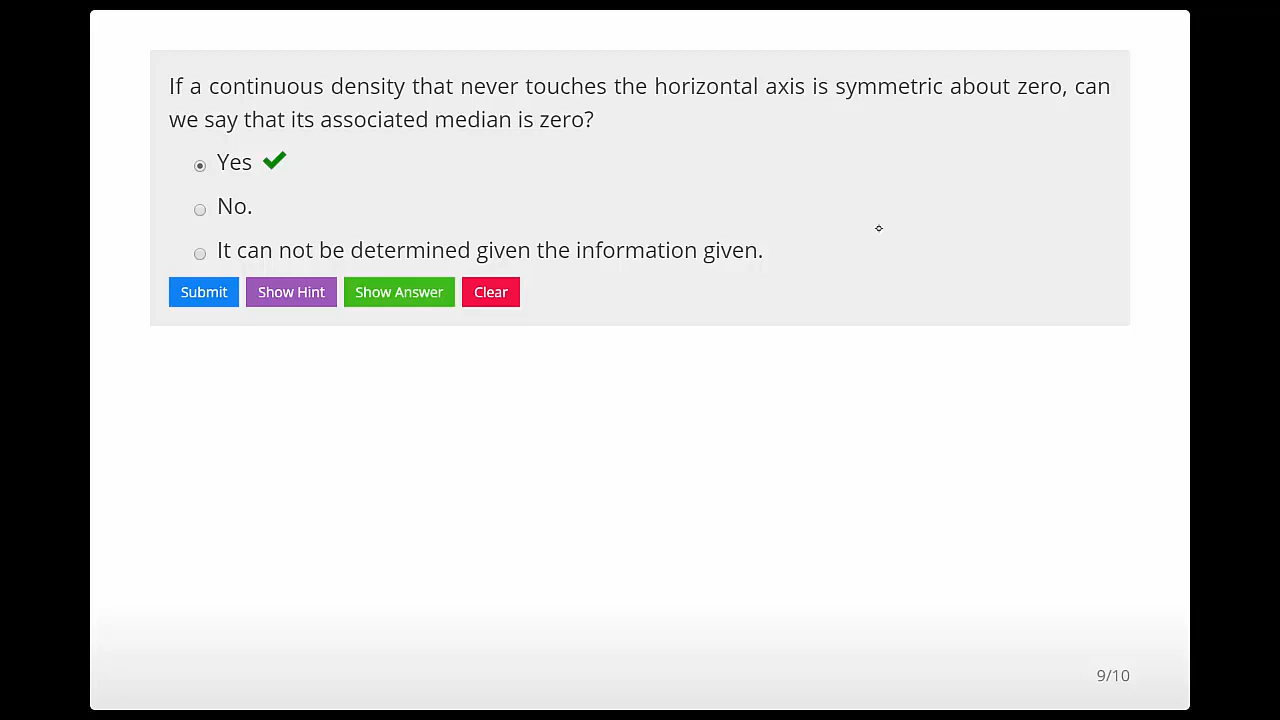 If a continuous density that never touches the horizontal axis is symmetric about zero, can
we say that its associated median is zero?
Yes
No.
It can not be determined given the information given.
Submit Show Hint Show Answer Clear
9/10